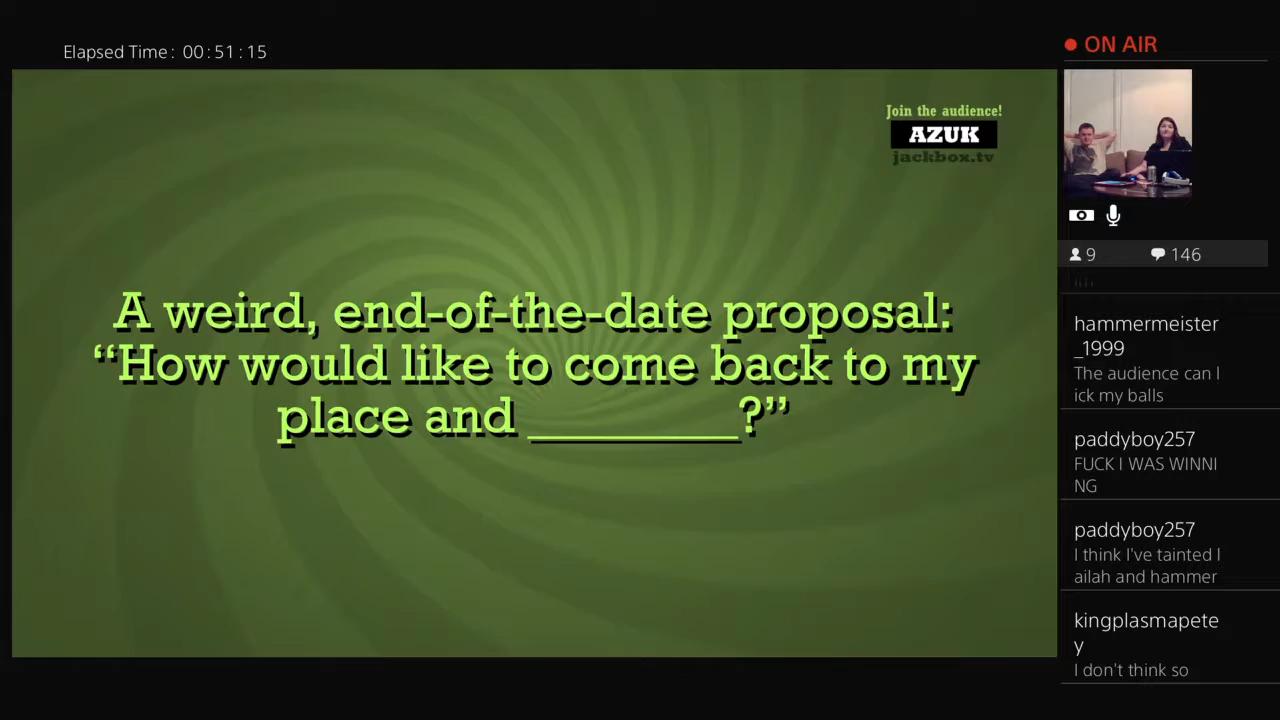 Elapsed Time: 00:51:15
ON AIR
Join the audience!
AZUK
jackbox.tv
A weird, end-of-the-date proposal:
“How would like to come back to my
place and ________?”
9
146
hammermeister
_1999
The audience can l
ick my balls
paddyboy257
FUCK I WAS WINNI
NG
paddyboy257
I think I've tainted l
ailah and hammer
kingplasmapete
y
I don't think so